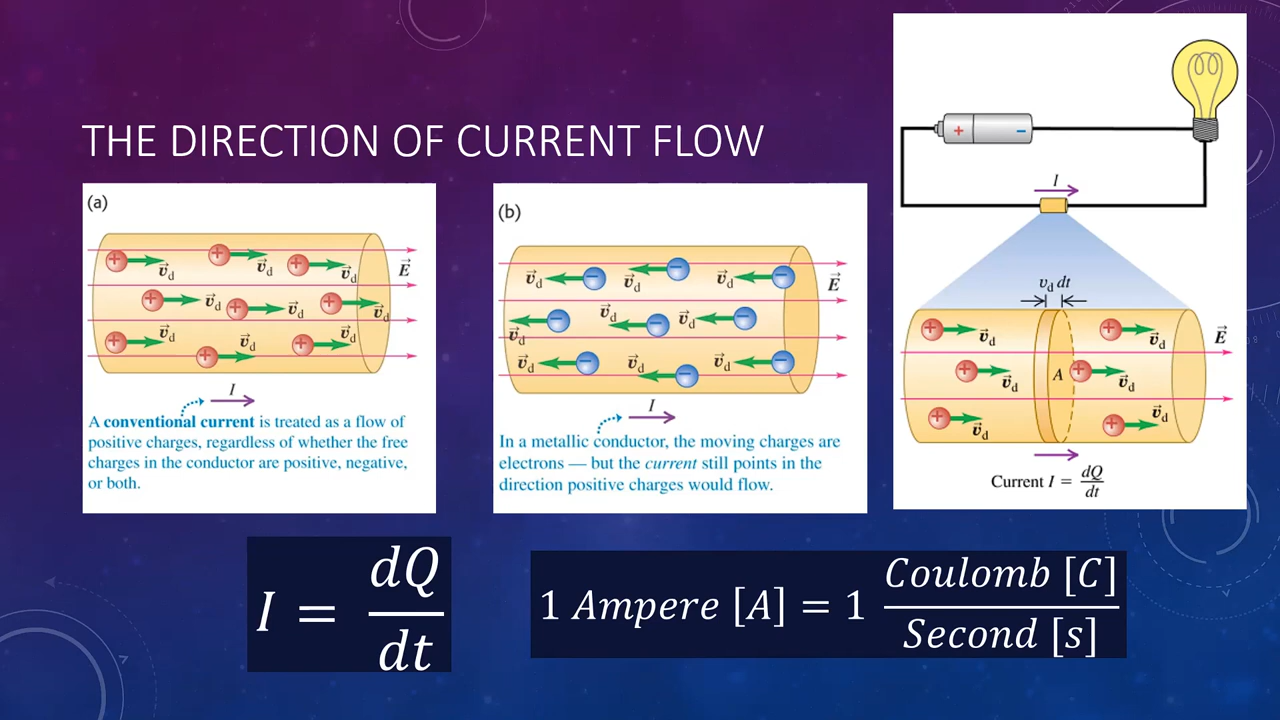 THE DIRECTION OF CURRENT FLOW
(a)
v⃗d
v⃗d
v⃗d
E⃗
v⃗d
v⃗d
v⃗d
v⃗d
v⃗d
v⃗d
I
A conventional current is treated as a flow of
positive charges, regardless of whether the free
charges in the conductor are positive, negative,
or both.
(b)
v⃗d
v⃗d
v⃗d
E⃗
v⃗d
v⃗d
v⃗d
v⃗d
v⃗d
v⃗d
I
In a metallic conductor, the moving charges are
electrons — but the current still points in the
direction positive charges would flow.
+ −
I
vd dt
v⃗d
v⃗d
E⃗
v⃗d
A
v⃗d
v⃗d
v⃗d
Current I = dQ/dt
I = dQ/dt
1 Ampere [A] = 1 Coulomb [C]/Second [s]